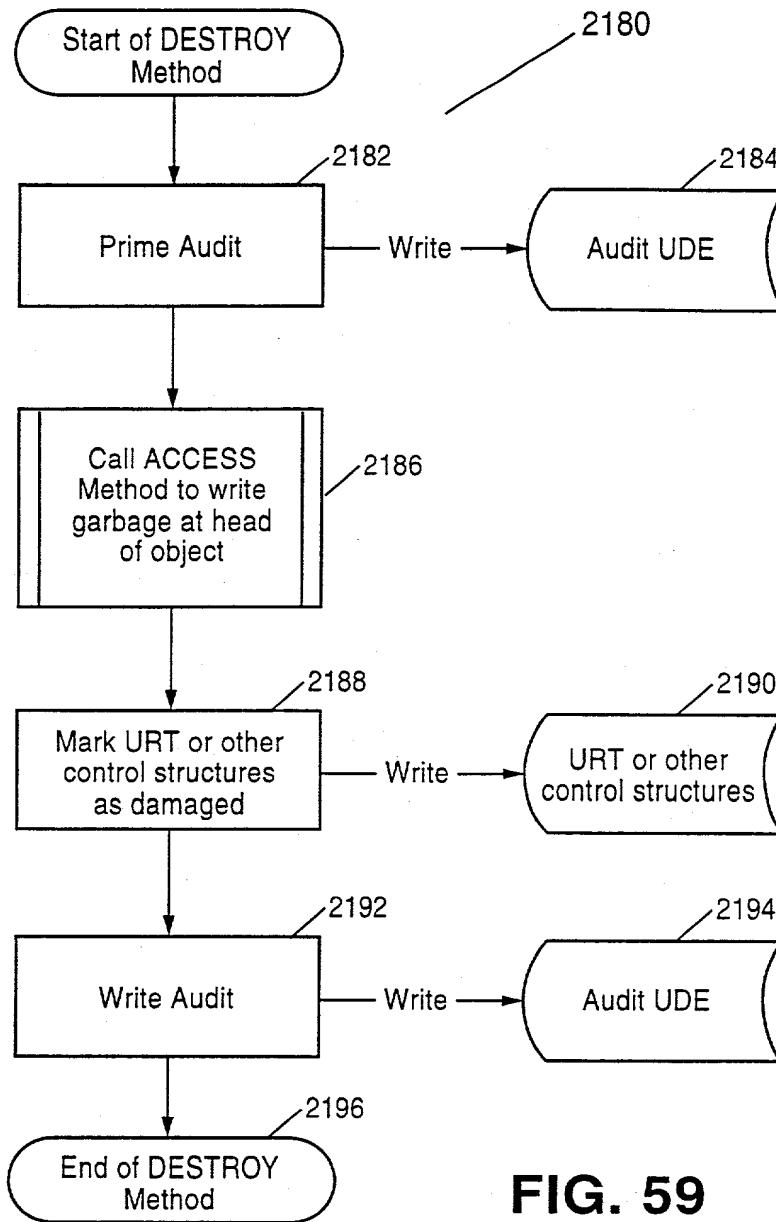 Start of DESTROY
Method
2180
2182
Prime Audit
Write
2184
Audit UDE
Call ACCESS
Method to write
garbage at head
of object
2186
2188
Mark URT or other
control structures
as damaged
Write
2190
URT or other
control structures
2192
Write Audit
Write
2194
Audit UDE
2196
End of DESTROY
Method
FIG. 59